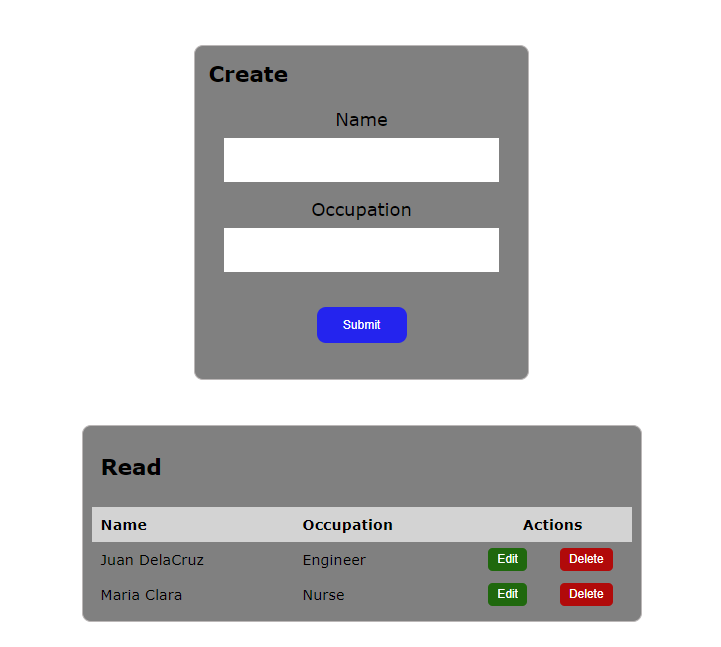 Create
Name
Occupation
Submit
Read
Name Occupation Actions
Juan DelaCruz Engineer Edit Delete
Maria Clara Nurse Edit Delete